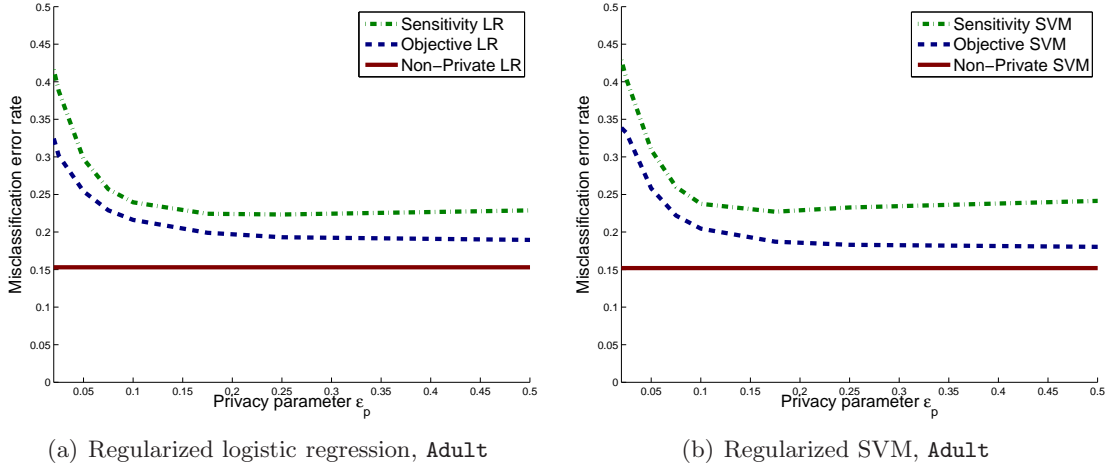 0.5
0.45
0.4
0.35
0.3
0.25
0.2
0.15
0.1
0.05
0
Misclassification error rate
Sensitivity LR
Objective LR
Non−Private LR
0.05 0.1 0.15 0.2 0.25 0.3 0.35 0.4 0.45 0.5
Privacy parameter ε_p
(a) Regularized logistic regression, Adult
0.5
0.45
0.4
0.35
0.3
0.25
0.2
0.15
0.1
0.05
0
Misclassification error rate
Sensitivity SVM
Objective SVM
Non−Private SVM
0.05 0.1 0.15 0.2 0.25 0.3 0.35 0.4 0.45 0.5
Privacy parameter ε_p
(b) Regularized SVM, Adult